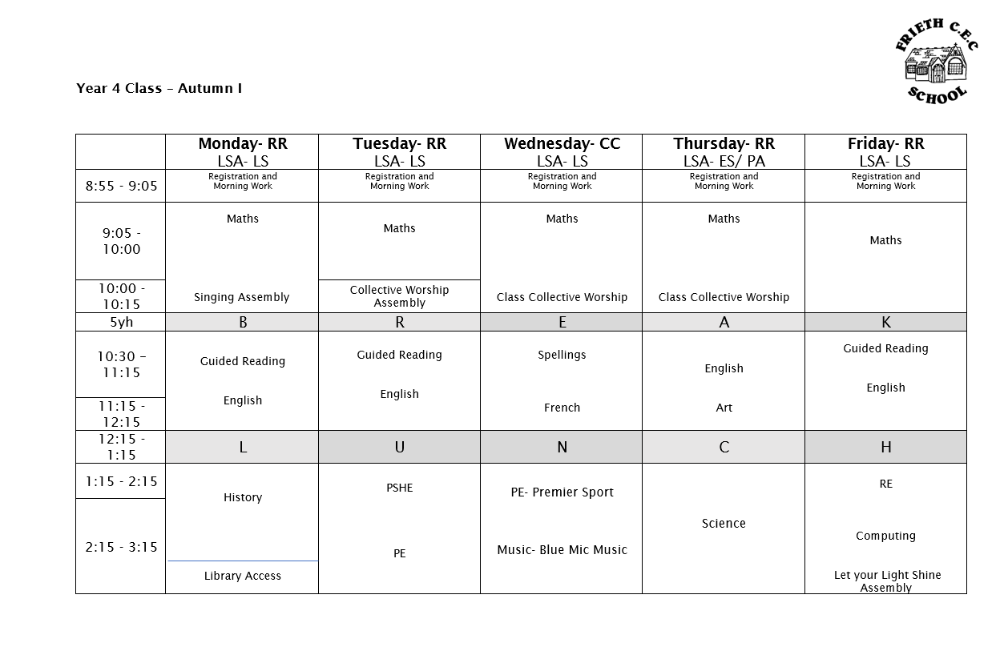 FRIETH C.E.C
SCHOOL
Year 4 Class – Autumn I
Monday- RR
LSA- LS
Tuesday- RR
LSA- LS
Wednesday- CC
LSA- LS
Thursday- RR
LSA- ES/ PA
Friday- RR
LSA- LS
8:55 - 9:05
Registration and
Morning Work
Registration and
Morning Work
Registration and
Morning Work
Registration and
Morning Work
Registration and
Morning Work
9:05 -
10:00
Maths
Maths
Maths
Maths
Maths
10:00 -
10:15
Singing Assembly
Collective Worship
Assembly
Class Collective Worship
Class Collective Worship
5yh
B
R
E
A
K
10:30 –
11:15
Guided Reading
Guided Reading
Spellings
English
Guided Reading
11:15 -
12:15
English
English
French
Art
English
12:15 -
1:15
L
U
N
C
H
1:15 - 2:15
History
PSHE
PE- Premier Sport
Science
RE
2:15 - 3:15
Library Access
PE
Music- Blue Mic Music
Computing
Let your Light Shine
Assembly